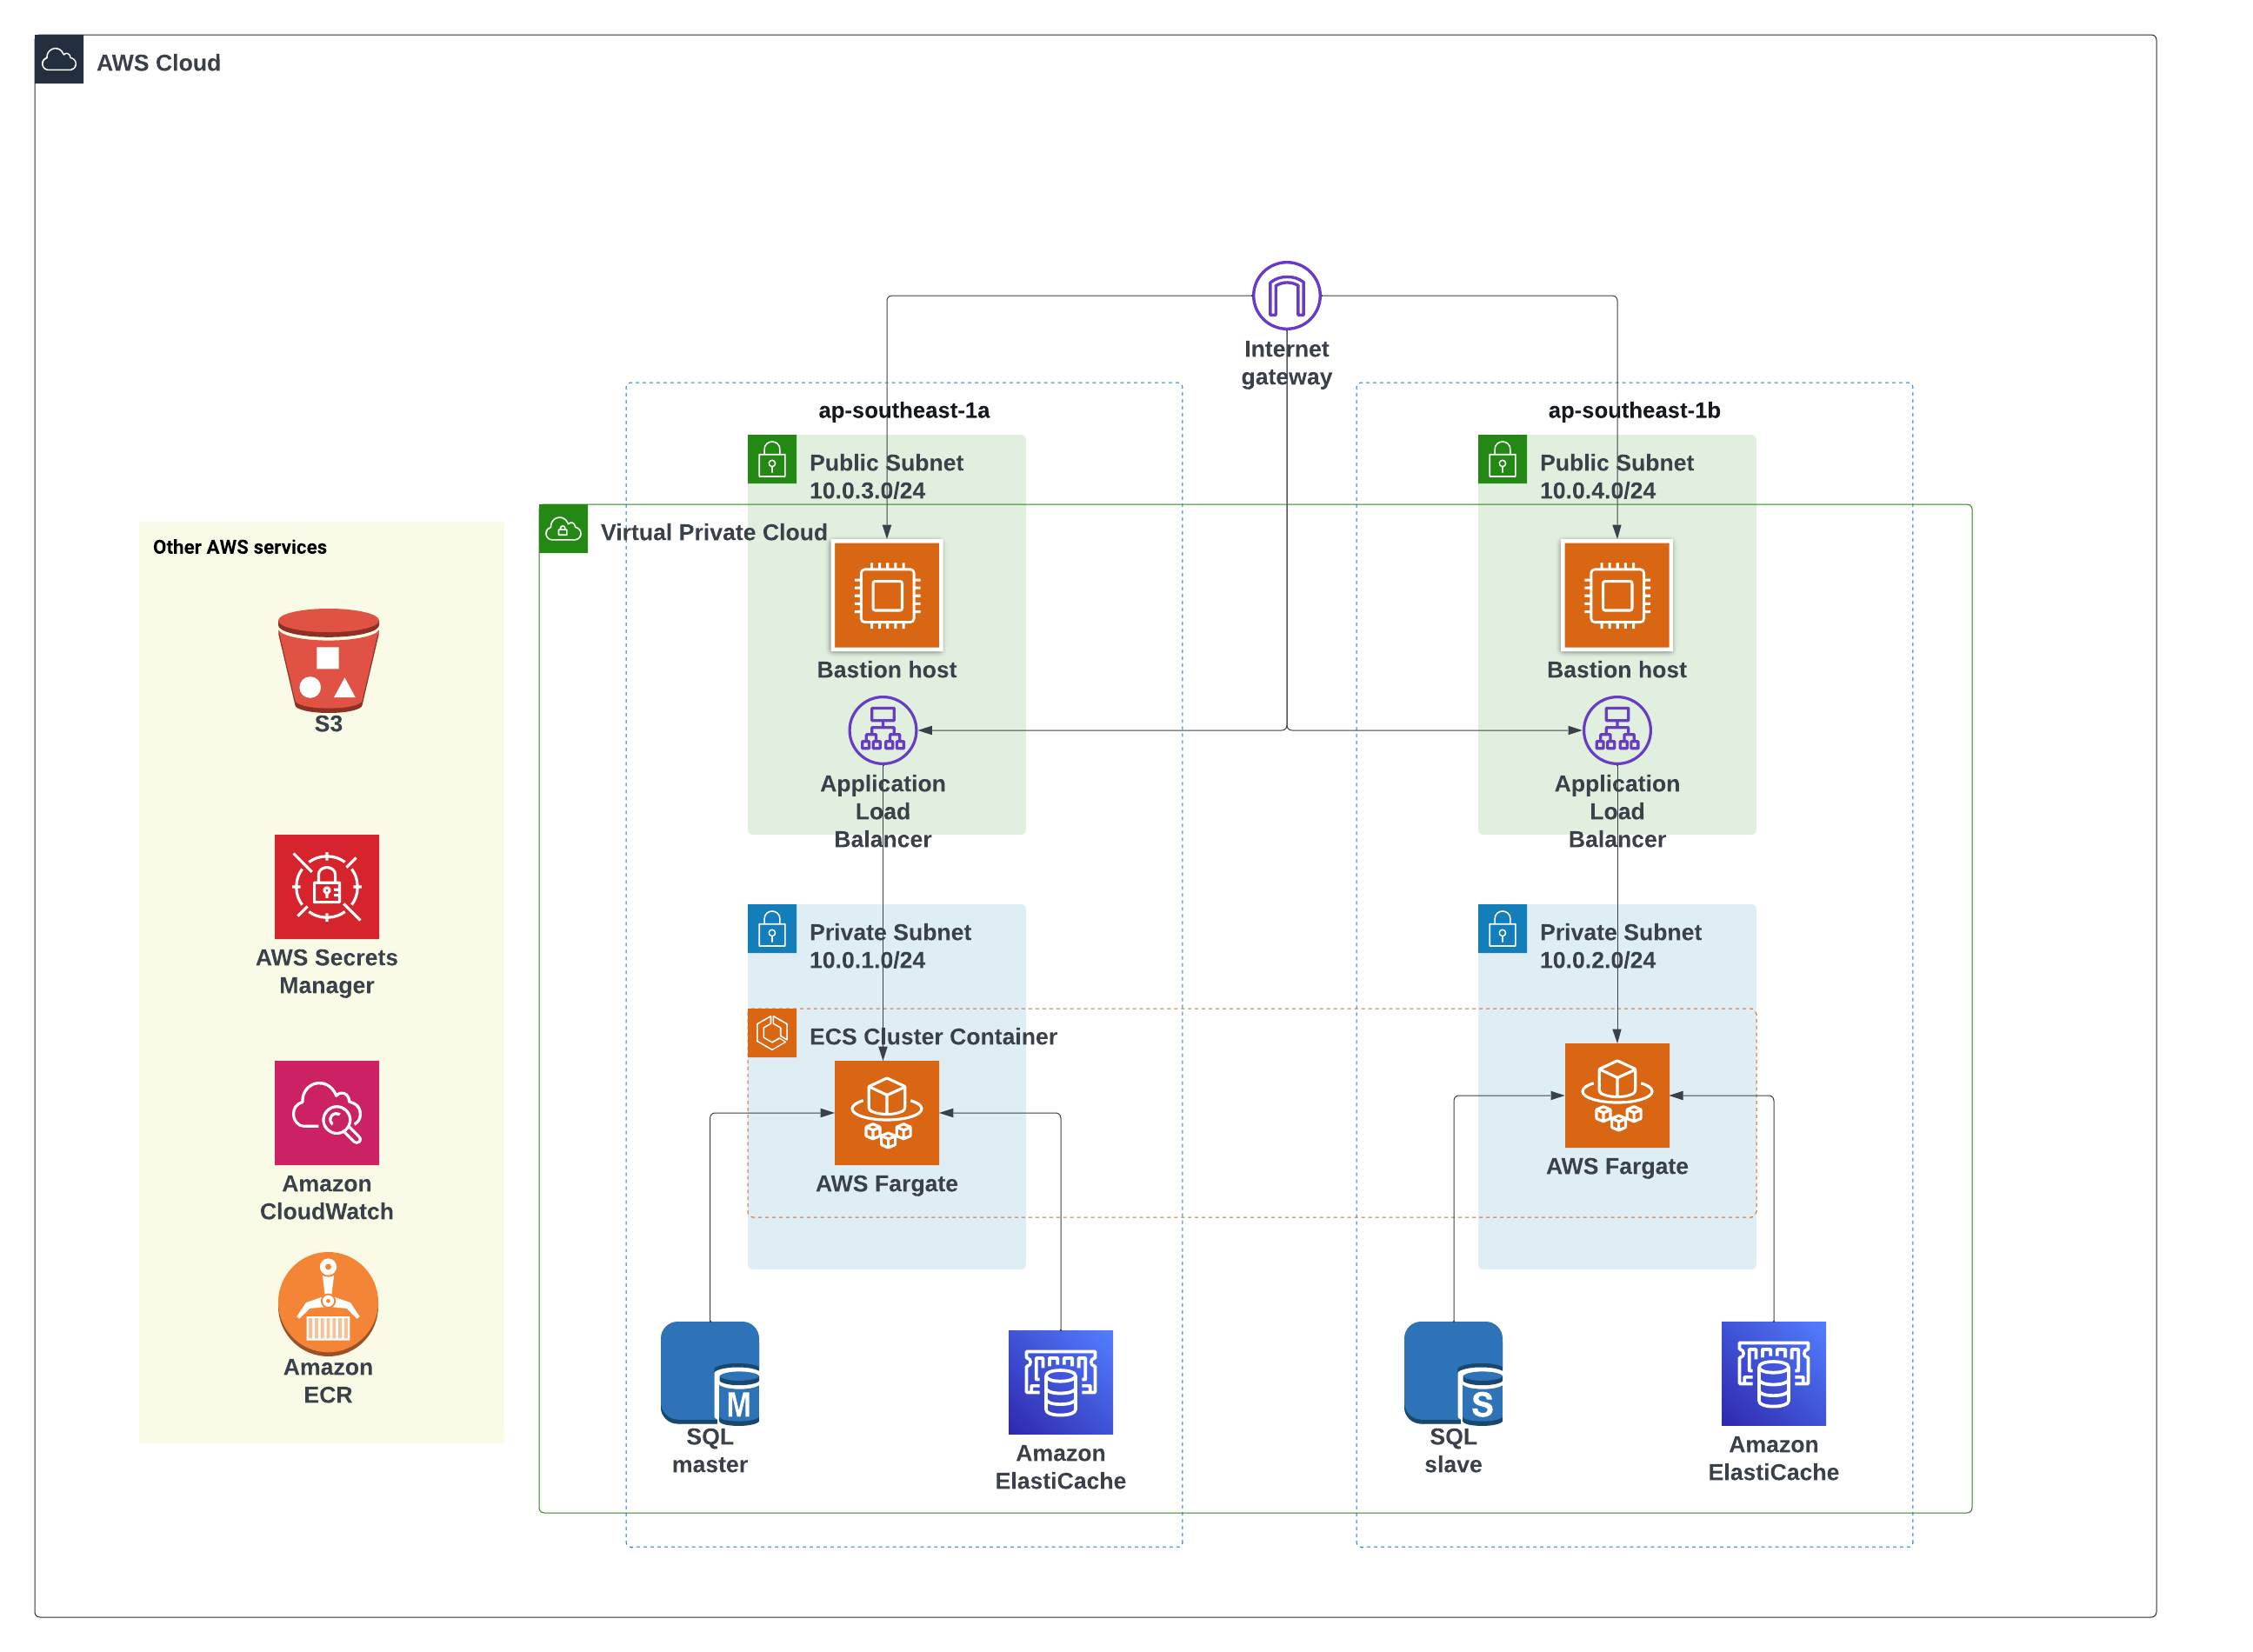 AWS Cloud
Internet
gateway
ap-southeast-1a
ap-southeast-1b
Public Subnet
10.0.3.0/24
Public Subnet
10.0.4.0/24
Virtual Private Cloud
Other AWS services
Bastion host
Bastion host
S3
Application
Load
Balancer
Application
Load
Balancer
Private Subnet
10.0.1.0/24
Private Subnet
10.0.2.0/24
AWS Secrets
Manager
ECS Cluster Container
AWS Fargate
AWS Fargate
Amazon
CloudWatch
Amazon
ECR
M
SQL
master
Amazon
ElastiCache
S
SQL
slave
Amazon
ElastiCache